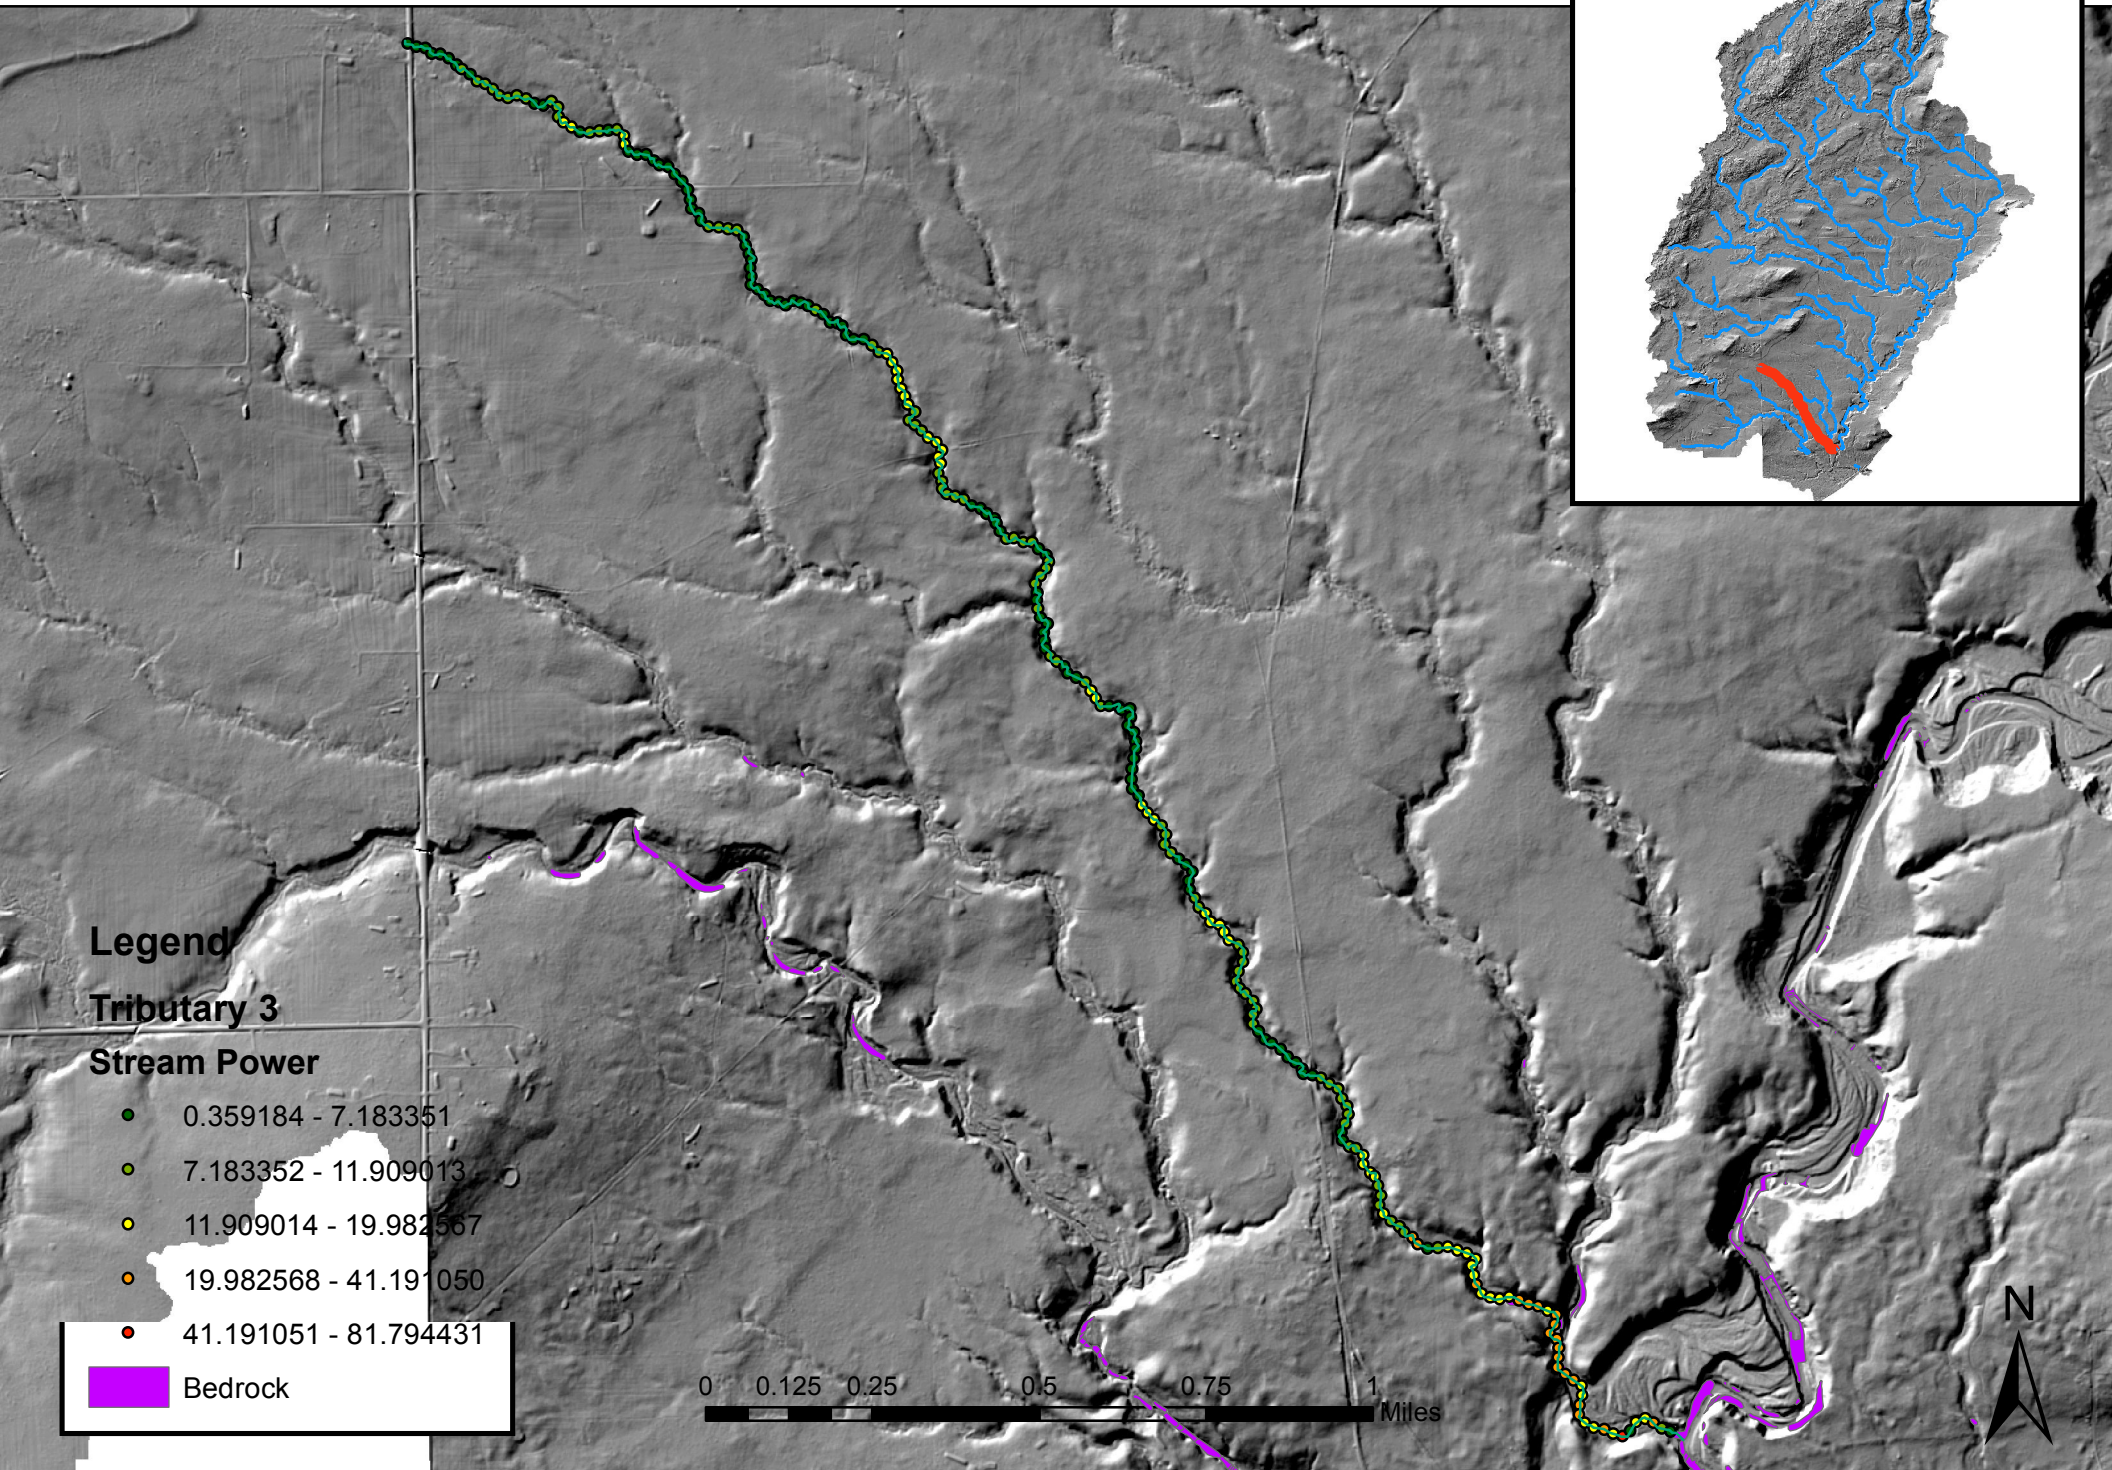 Legend
Tributary 3
Stream Power
0.359184 - 7.183351
7.183352 - 11.909013
11.909014 - 19.982567
19.982568 - 41.191050
41.191051 - 81.794431
Bedrock
0 0.125 0.25 0.5 0.75 1
Miles
N